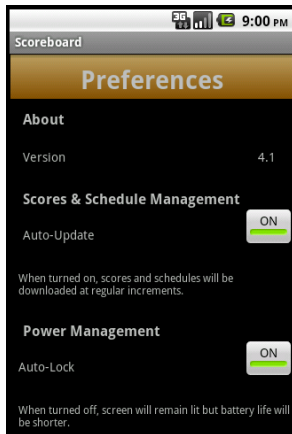 3G 9:00 PM
Scoreboard
Preferences
About
Version 4.1
Scores & Schedule Management
ON
Auto-Update
When turned on, scores and schedules will be
downloaded at regular increments.
Power Management
ON
Auto-Lock
When turned off, screen will remain lit but battery life will
be shorter.